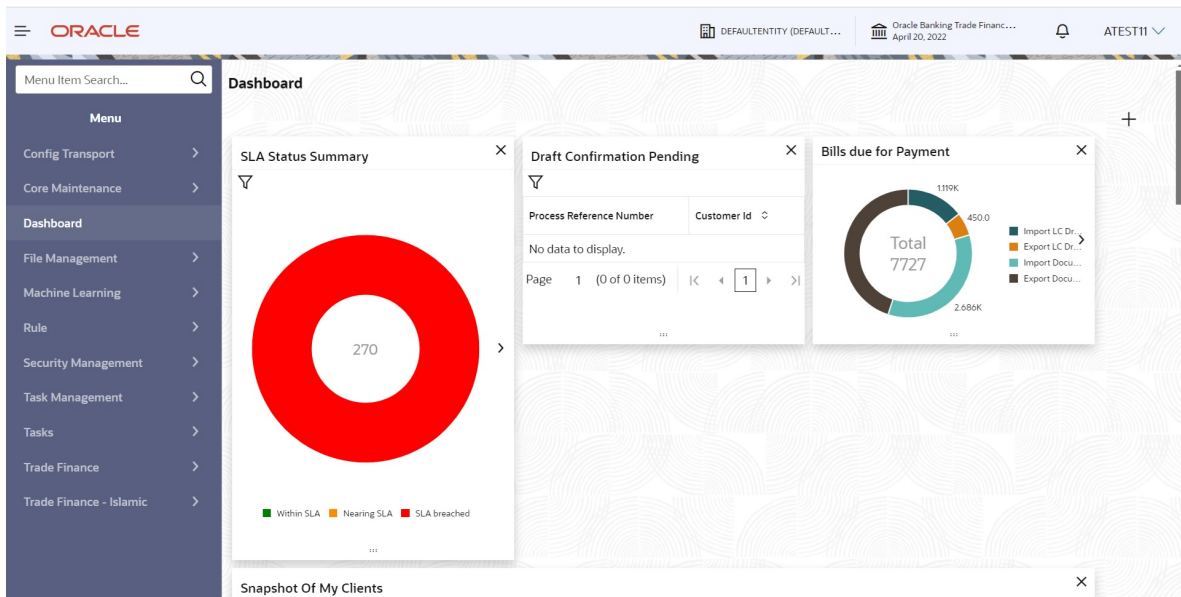 ORACLE
DEFAULTENTITY (DEFAULT...
Oracle Banking Trade Financ...
April 20, 2022
ATEST11
Menu Item Search...
Menu
Config Transport
Core Maintenance
Dashboard
File Management
Machine Learning
Rule
Security Management
Task Management
Tasks
Trade Finance
Trade Finance - Islamic
Dashboard
SLA Status Summary
270
Within SLA Nearing SLA SLA breached
Draft Confirmation Pending
Process Reference Number Customer Id
No data to display.
Page 1 (0 of 0 items) 1
Bills due for Payment
1.119K
450.0
Total
7727
2.686K
Import LC Dr...
Export LC Dr...
Import Docu...
Export Docu...
Snapshot Of My Clients